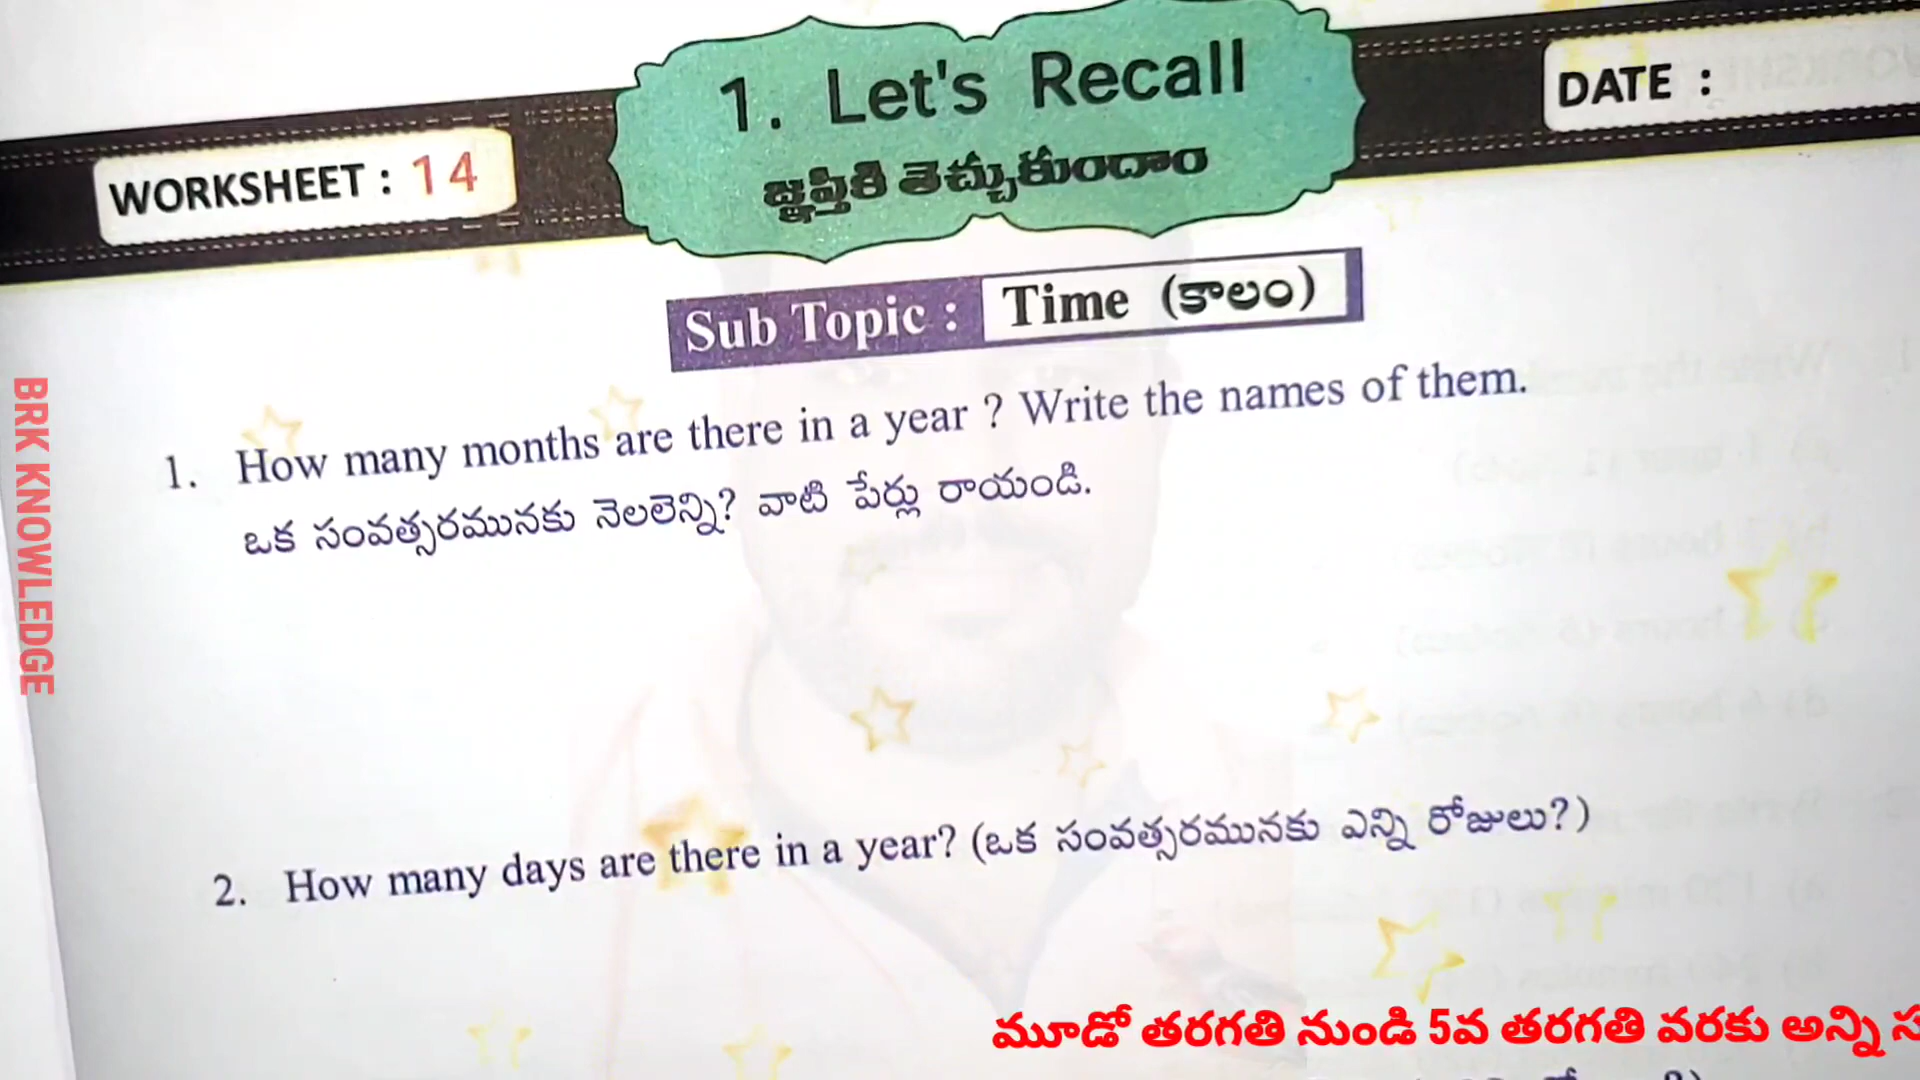 1. Let's Recall
DATE :
WORKSHEET : 14
జ్ఞప్తికి తెచ్చుకుందాం
Sub Topic : Time (కాలం)
1. How many months are there in a year ? Write the names of them.
ఒక సంవత్సరమునకు నెలలెన్ని? వాటి పేర్లు రాయండి.
BRK KNOWLEDGE
2. How many days are there in a year? (ఒక సంవత్సరమునకు ఎన్ని రోజులు?)
మూడో తరగతి నుండి 5వ తరగతి వరకు అన్ని